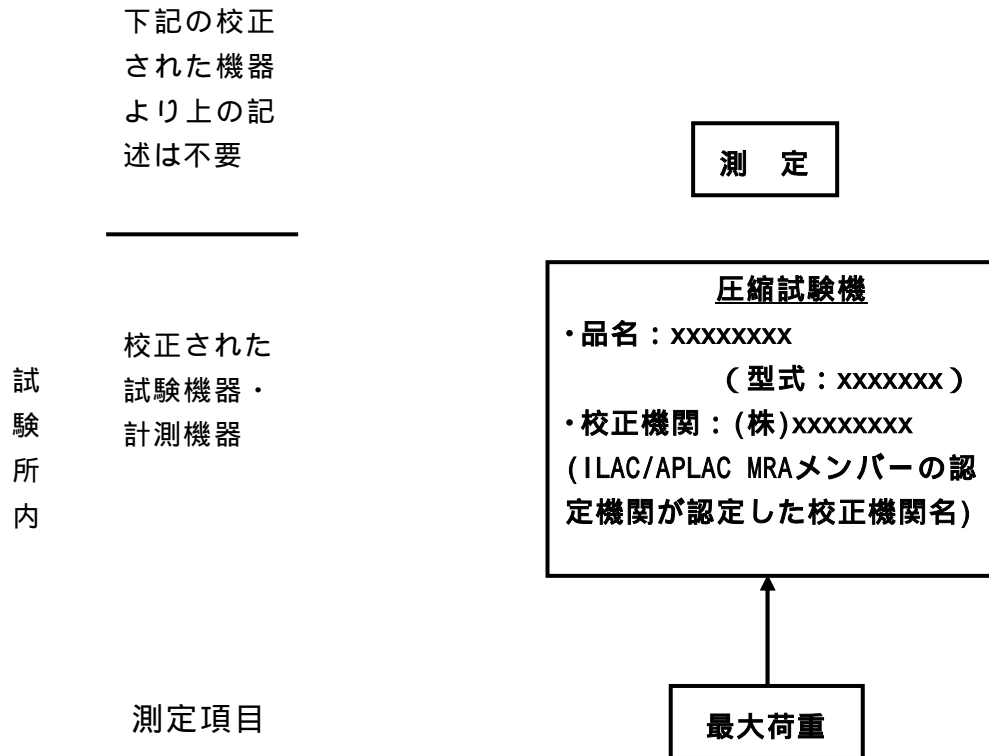 下記の校正
された機器
より上の記
述は不要
測 定
試
験
所
内
校正された
試験機器・
計測機器
圧縮試験機
・品名：xxxxxxxx
（型式：xxxxxxx）
・校正機関：(株)xxxxxxxx
(ILAC/APLAC MRAメンバーの認
定機関が認定した校正機関名)
測定項目
最大荷重